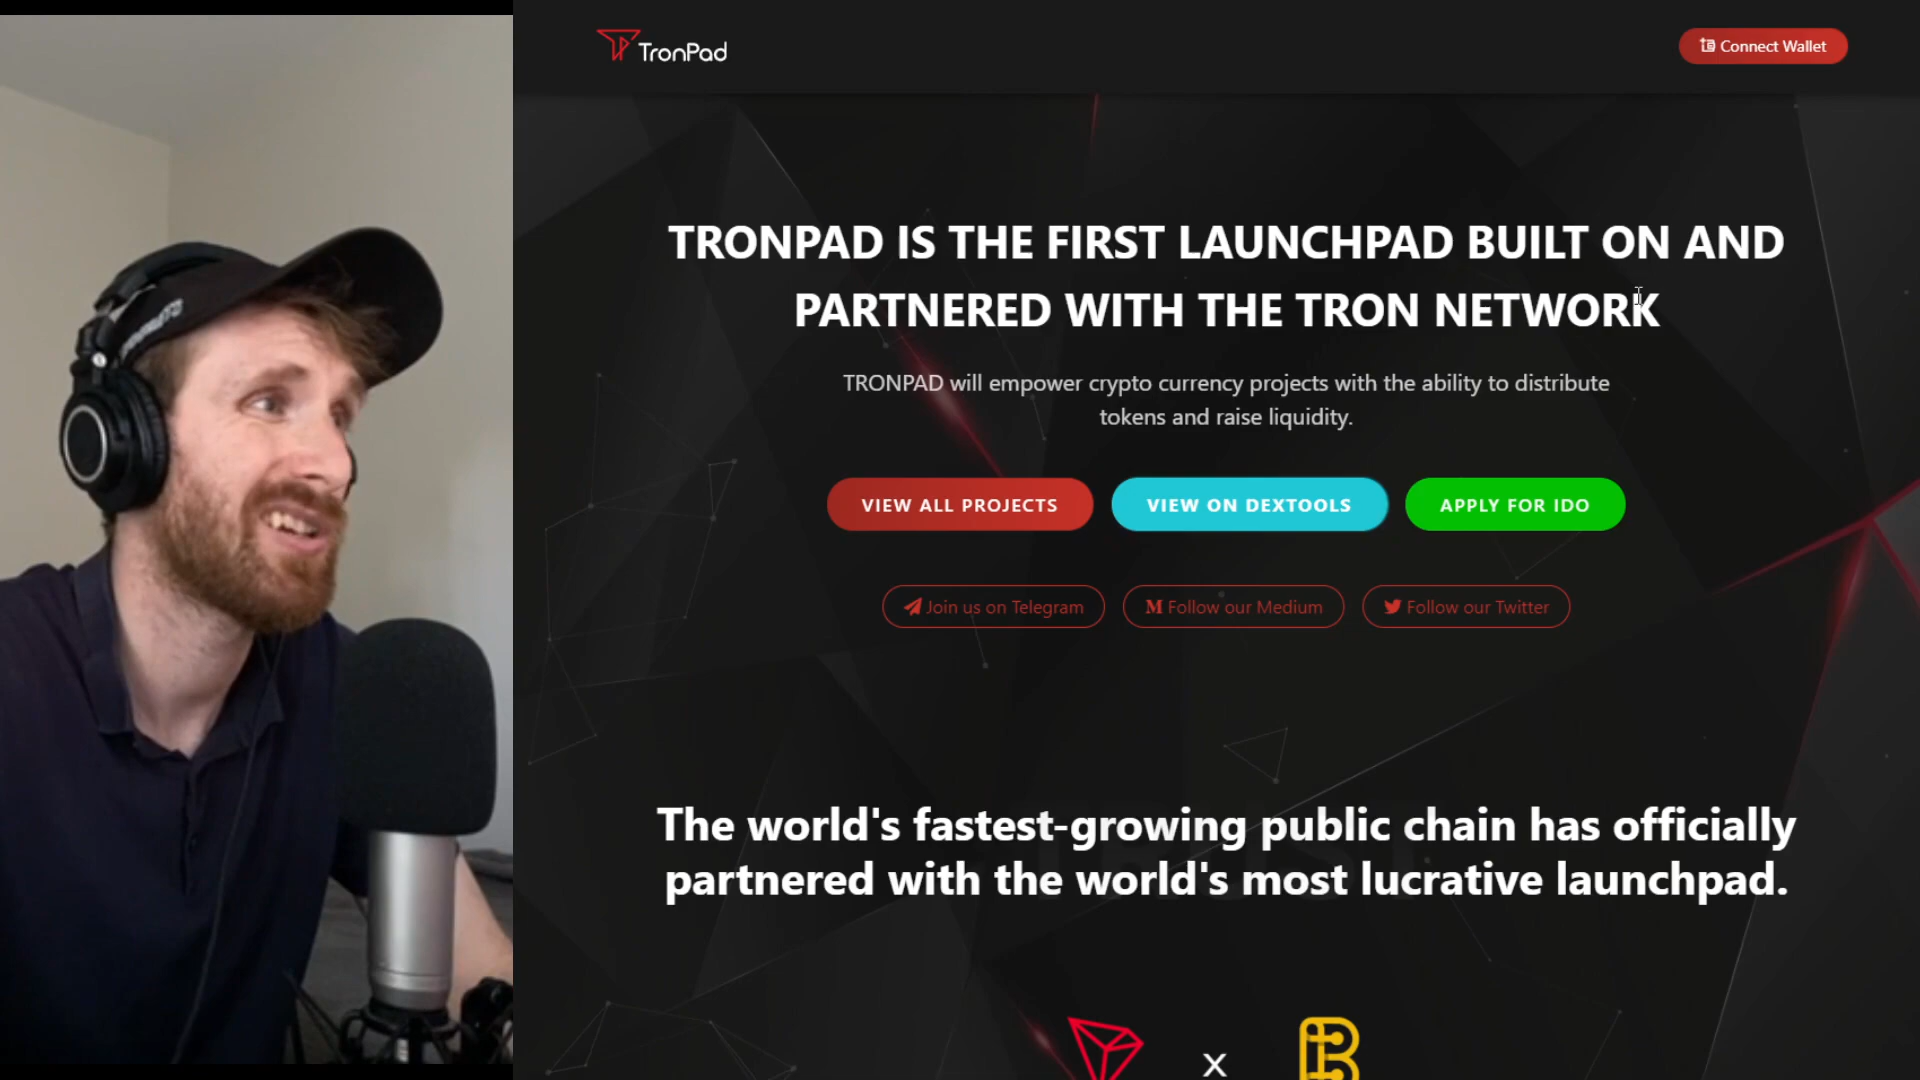 TronPad
Connect Wallet
TRONPAD IS THE FIRST LAUNCHPAD BUILT ON AND
PARTNERED WITH THE TRON NETWORK
TRONPAD will empower crypto currency projects with the ability to distribute
tokens and raise liquidity.
VIEW ALL PROJECTS
VIEW ON DEXTOOLS
APPLY FOR IDO
Join us on Telegram
M Follow our Medium
Follow our Twitter
The world's fastest-growing public chain has officially
partnered with the world's most lucrative launchpad.
x